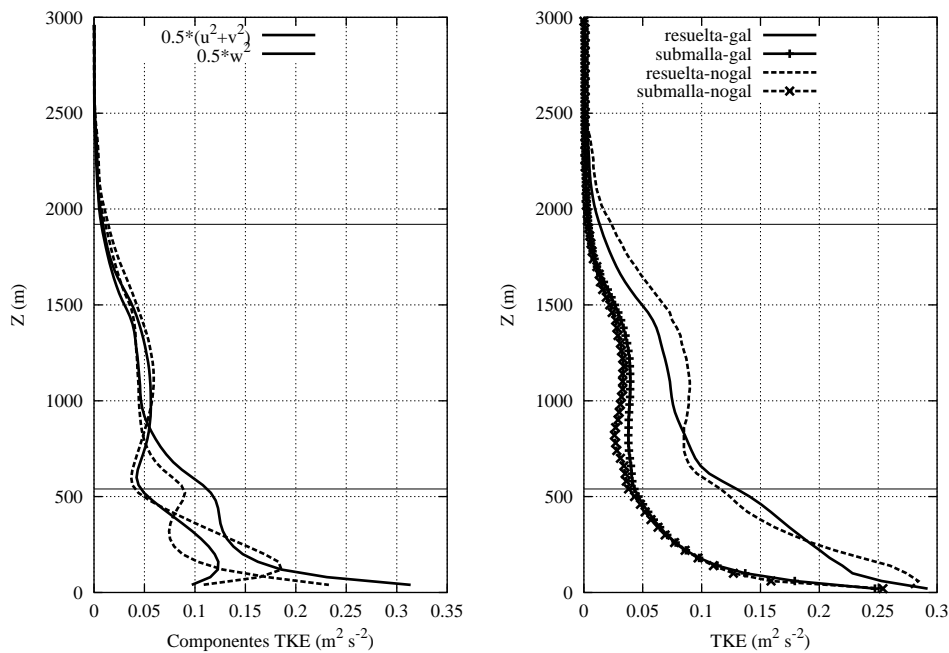 3000
2500
2000
1500
1000
500
0
Z (m)
0.5*(u²+v²)
0.5*w²
0 0.05 0.1 0.15 0.2 0.25 0.3 0.35
Componentes TKE (m² s⁻²)
3000
2500
2000
1500
1000
500
0
Z (m)
resuelta-gal
submalla-gal
resuelta-nogal
submalla-nogal
0 0.05 0.1 0.15 0.2 0.25 0.3
TKE (m² s⁻²)